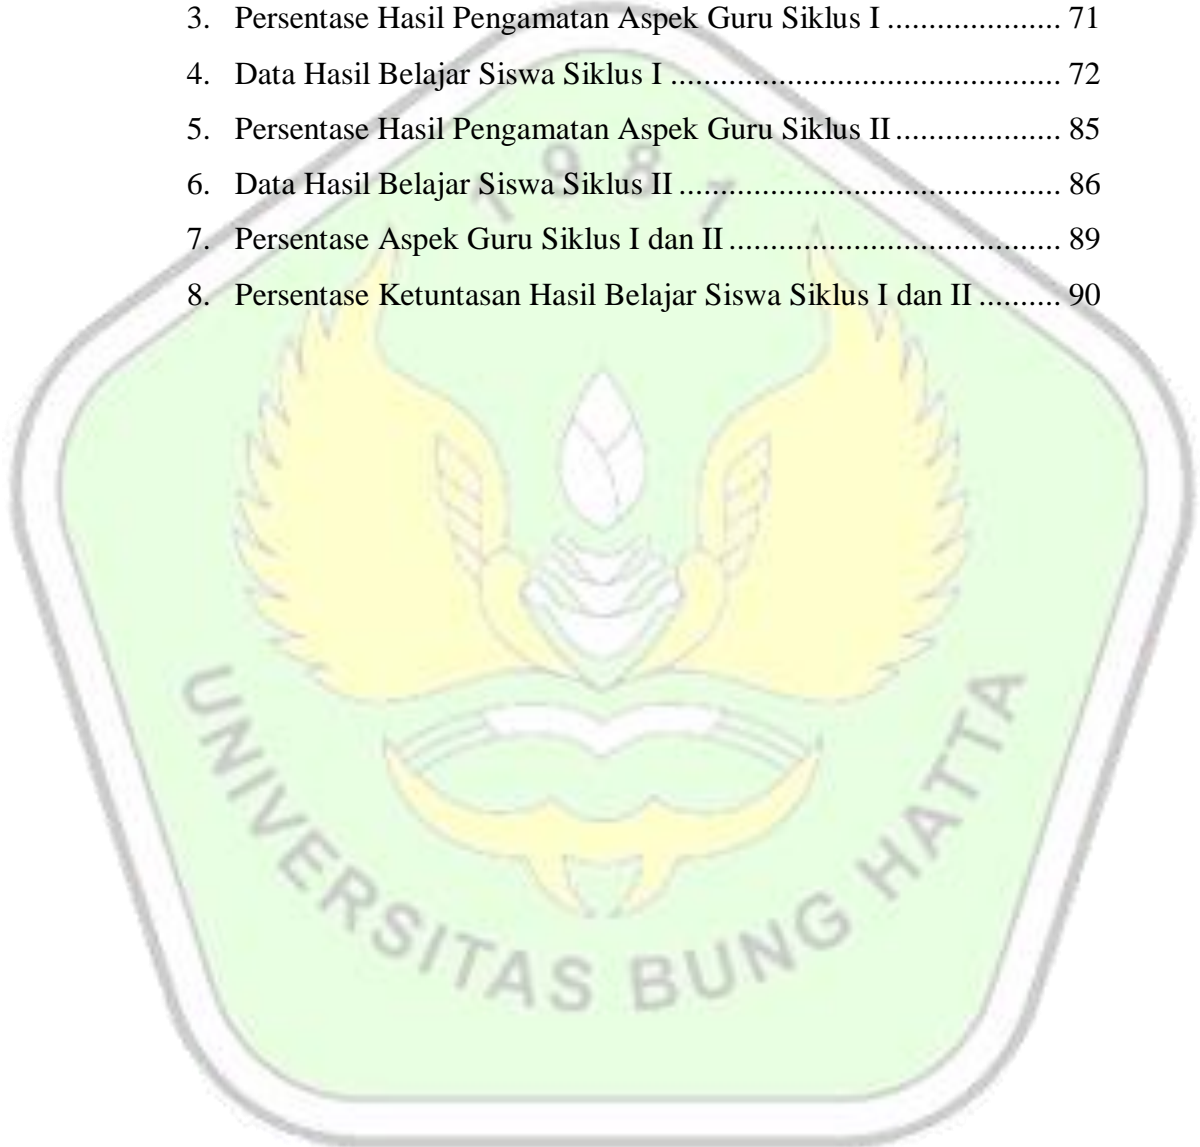 3. Persentase Hasil Pengamatan Aspek Guru Siklus I ..................... 71
4. Data Hasil Belajar Siswa Siklus I ............................................... 72
5. Persentase Hasil Pengamatan Aspek Guru Siklus II .................... 85
6. Data Hasil Belajar Siswa Siklus II .............................................. 86
7. Persentase Aspek Guru Siklus I dan II ........................................ 89
8. Persentase Ketuntasan Hasil Belajar Siswa Siklus I dan II .......... 90
1981
UNIVERSITAS BUNG HATTA